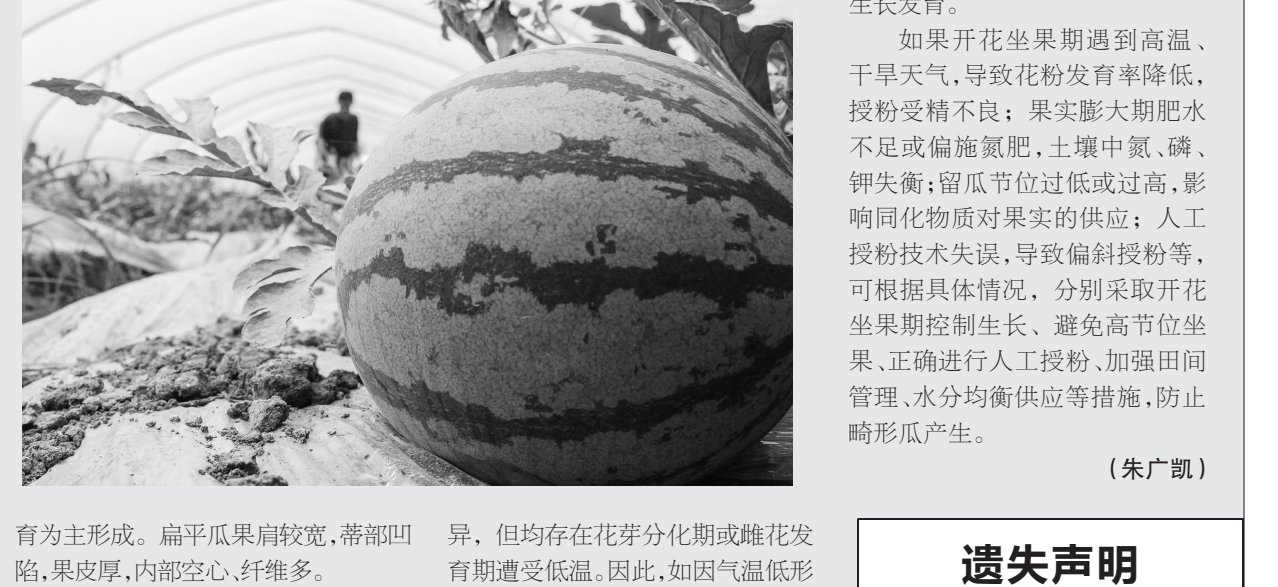 育为主形成。扁平瓜果肩较宽,蒂部凹
陷,果皮厚,内部空心、纤维多。
异，但均存在花芽分化期或雌花发
育期遭受低温。因此,如因气温低形
生长发育。
如果开花坐果期遇到高温、
干旱天气,导致花粉发育率降低,
授粉受精不良；果实膨大期肥水
不足或偏施氮肥,土壤中氮、磷、
钾失衡;留瓜节位过低或过高,影
响同化物质对果实的供应；人工
授粉技术失误,导致偏斜授粉等,
可根据具体情况，分别采取开花
坐果期控制生长、避免高节位坐
果、正确进行人工授粉、加强田间
管理、水分均衡供应等措施,防止
畸形瓜产生。
(朱广凯)
遗失声明